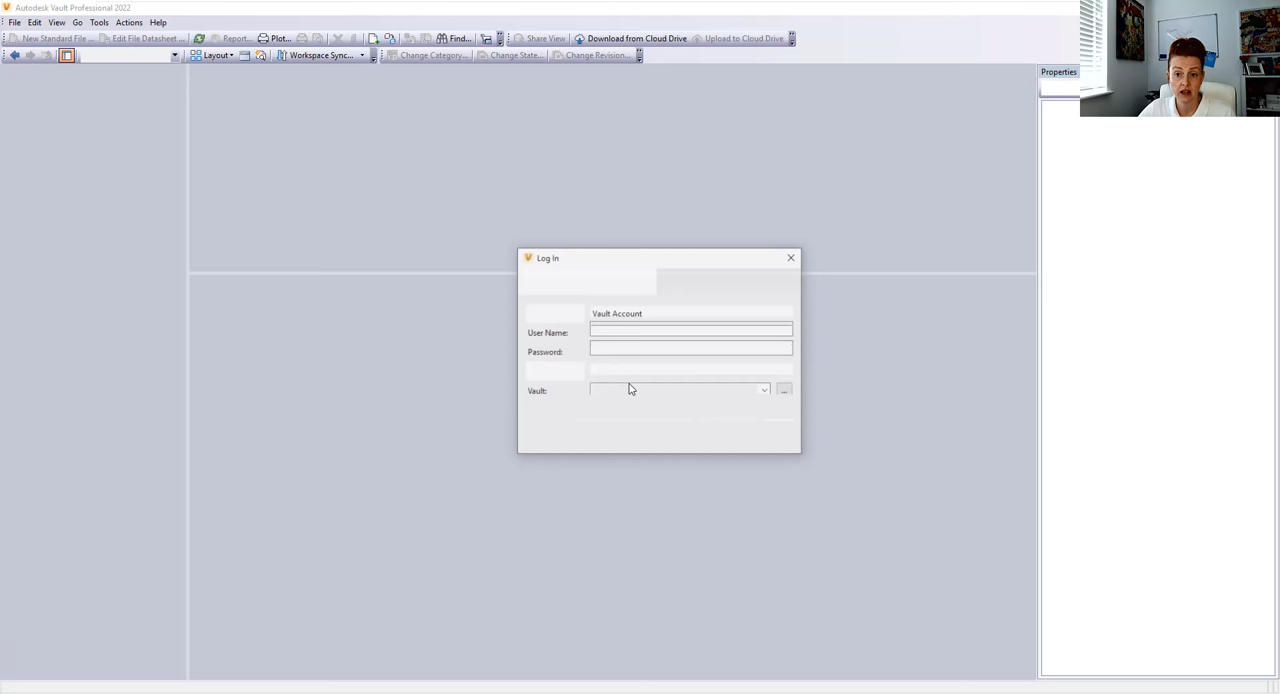 Autodesk Vault Professional 2022
File Edit View Go Tools Actions Help
New Standard File ... Edit File Datasheet ... Report... Plot... Find... Share View Download from Cloud Drive Upload to Cloud Drive
Layout Workspace Sync... Change Category... Change State... Change Revision...
Properties
Log In
Vault Account
User Name:
Password:
Vault:
...